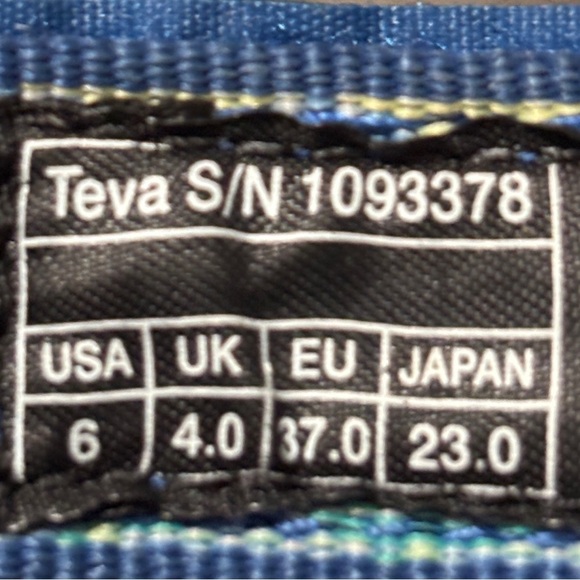 Teva S/N 1093378
USA UK EU JAPAN
6 4.0 37.0 23.0